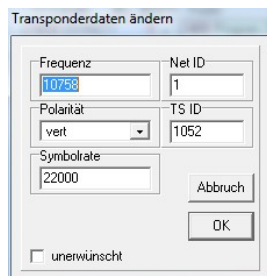 Transponderdaten ändern
Frequenz
10758
Net ID
1
Polarität
vert
TS ID
1052
Symbolrate
22000
Abbruch
OK
unerwünscht